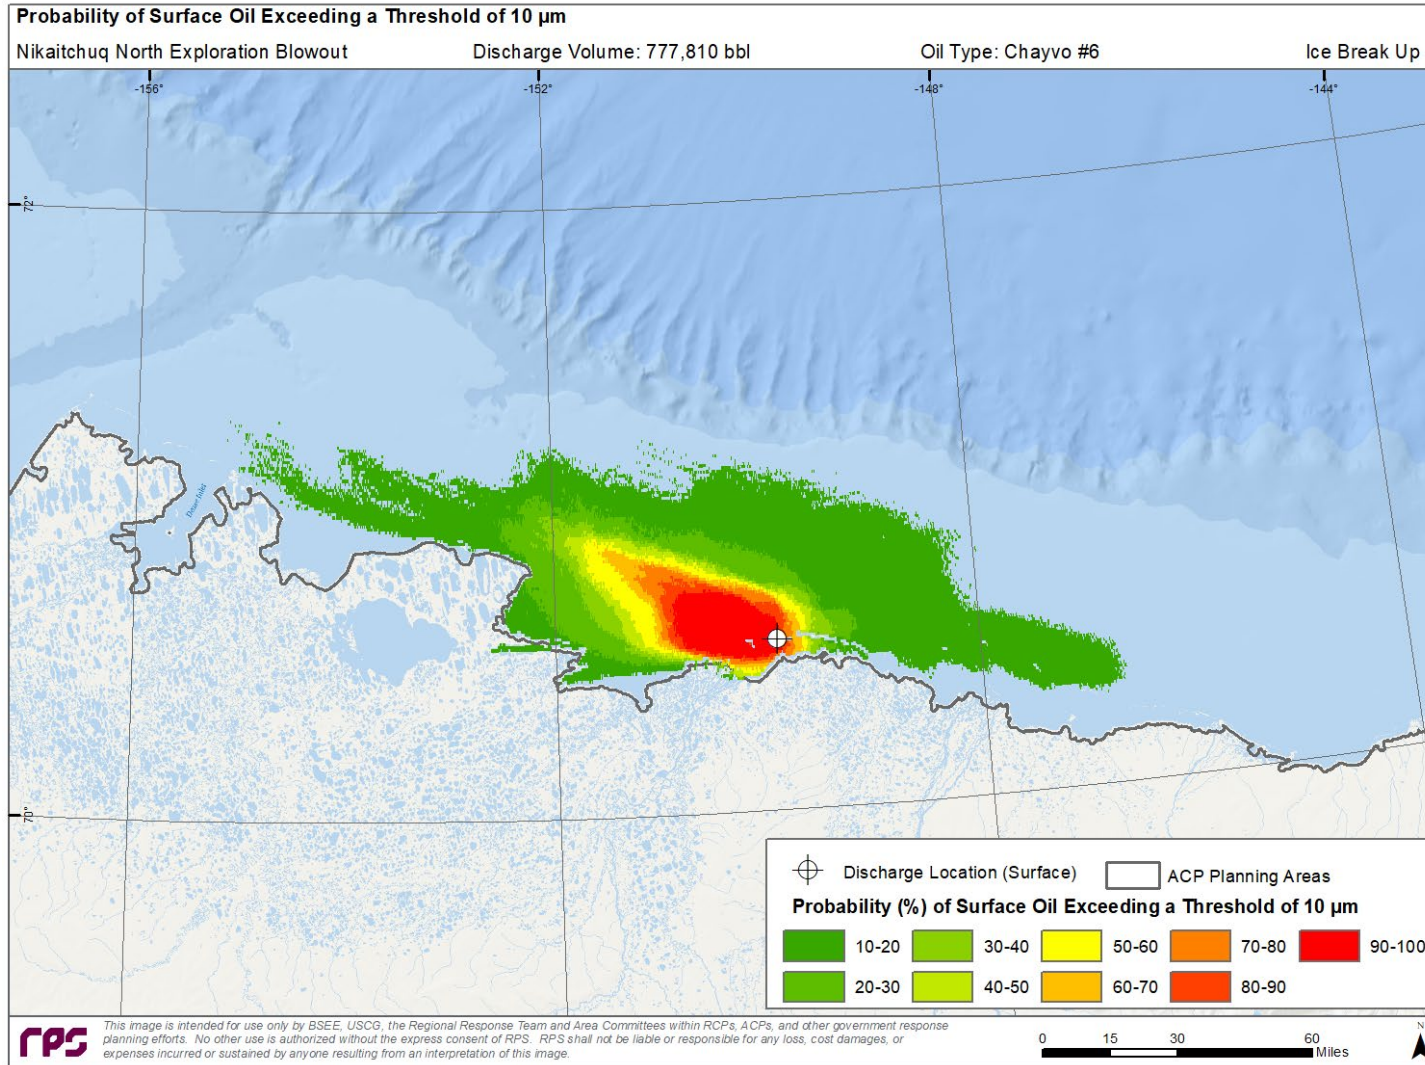 Probability of Surface Oil Exceeding a Threshold of 10 µm
Nikaitchuq North Exploration Blowout Discharge Volume: 777,810 bbl Oil Type: Chayvo #6 Ice Break Up
-156° -152° -148° -144°
72°
70°
Discharge Location (Surface) ACP Planning Areas
Probability (%) of Surface Oil Exceeding a Threshold of 10 µm
10-20 30-40 50-60 70-80 90-100
20-30 40-50 60-70 80-90
rps
This image is intended for use only by BSEE, USCG, the Regional Response Team and Area Committees within RCPs, ACPs, and other government response
planning efforts. No other use is authorized without the express consent of RPS. RPS shall not be liable or responsible for any loss, cost damages, or
expenses incurred or sustained by anyone resulting from an interpretation of this image.
0 15 30 60
Miles
N